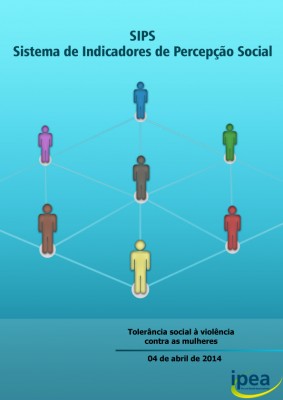 SIPS
Sistema de Indicadores de Percepção Social
Tolerância social à violência
contra as mulheres
04 de abril de 2014
ipea